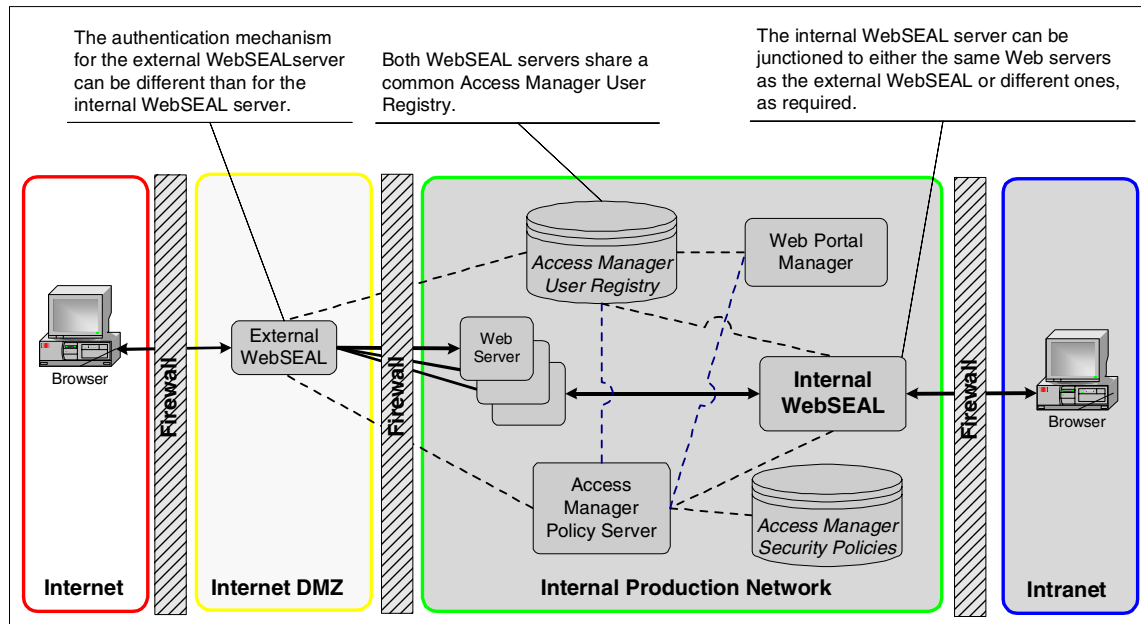 The authentication mechanism
for the external WebSEALserver
can be different than for the
internal WebSEAL server.
Both WebSEAL servers share a
common Access Manager User
Registry.
The internal WebSEAL server can be
junctioned to either the same Web servers
as the external WebSEAL or different ones,
as required.
Browser
Internet
Firewall
External
WebSEAL
Internet DMZ
Firewall
Access Manager
User Registry
Web Portal
Manager
Web
Server
Internal
WebSEAL
Access
Manager
Policy Server
Access Manager
Security Policies
Internal Production Network
Firewall
Browser
Intranet